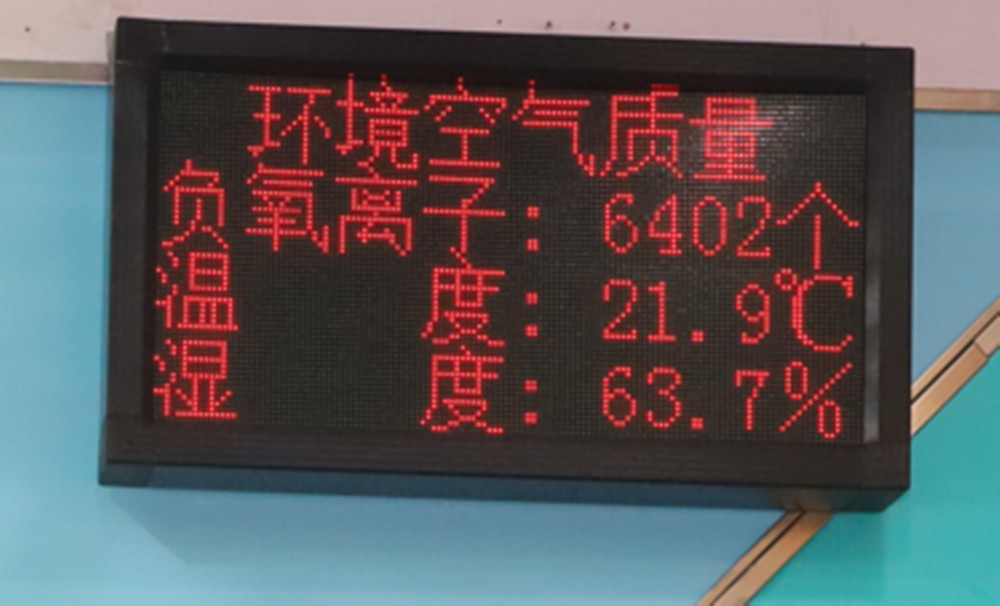 环境空气质量
负氧离子：6402个
温度：21.9℃
湿度：63.7%